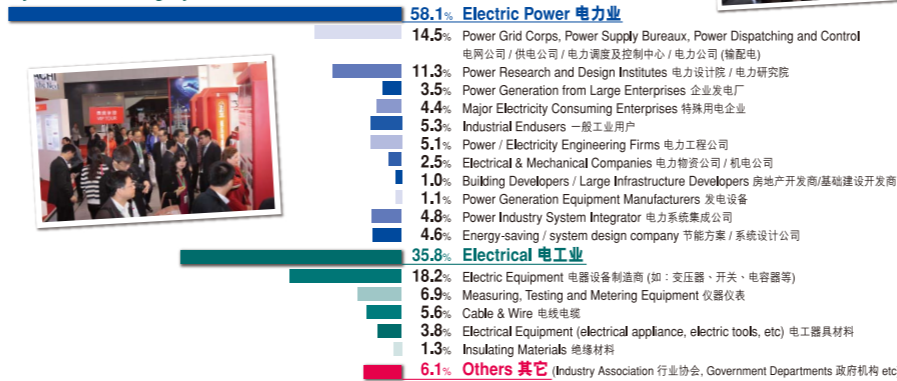 58.1% Electric Power 电力业
14.5% Power Grid Corps, Power Supply Bureaux, Power Dispatching and Control
电网公司 / 供电公司 / 电力调度及控制中心 / 电力公司 (输配电)
11.3% Power Research and Design Institutes 电力设计院 / 电力研究院
3.5% Power Generation from Large Enterprises 企业发电厂
4.4% Major Electricity Consuming Enterprises 特殊用电企业
5.3% Industrial Endusers 一般工业用户
5.1% Power / Electricity Engineering Firms 电力工程公司
2.5% Electrical & Mechanical Companies 电力物资公司 / 机电公司
1.0% Building Developers / Large Infrastructure Developers 房地产开发商/基础建设开发商
1.1% Power Generation Equipment Manufacturers 发电设备
4.8% Power Industry System Integrator 电力系统集成公司
4.6% Energy-saving / system design company 节能方案 / 系统设计公司
35.8% Electrical 电工业
18.2% Electric Equipment 电器设备制造商 (如：变压器、开关、电容器等)
6.9% Measuring, Testing and Metering Equipment 仪器仪表
5.6% Cable & Wire 电线电缆
3.8% Electrical Equipment (electrical appliance, electric tools, etc) 电工器具材料
1.3% Insulating Materials 绝缘材料
6.1% Others 其它 (Industry Association 行业协会, Government Departments 政府机构 etc